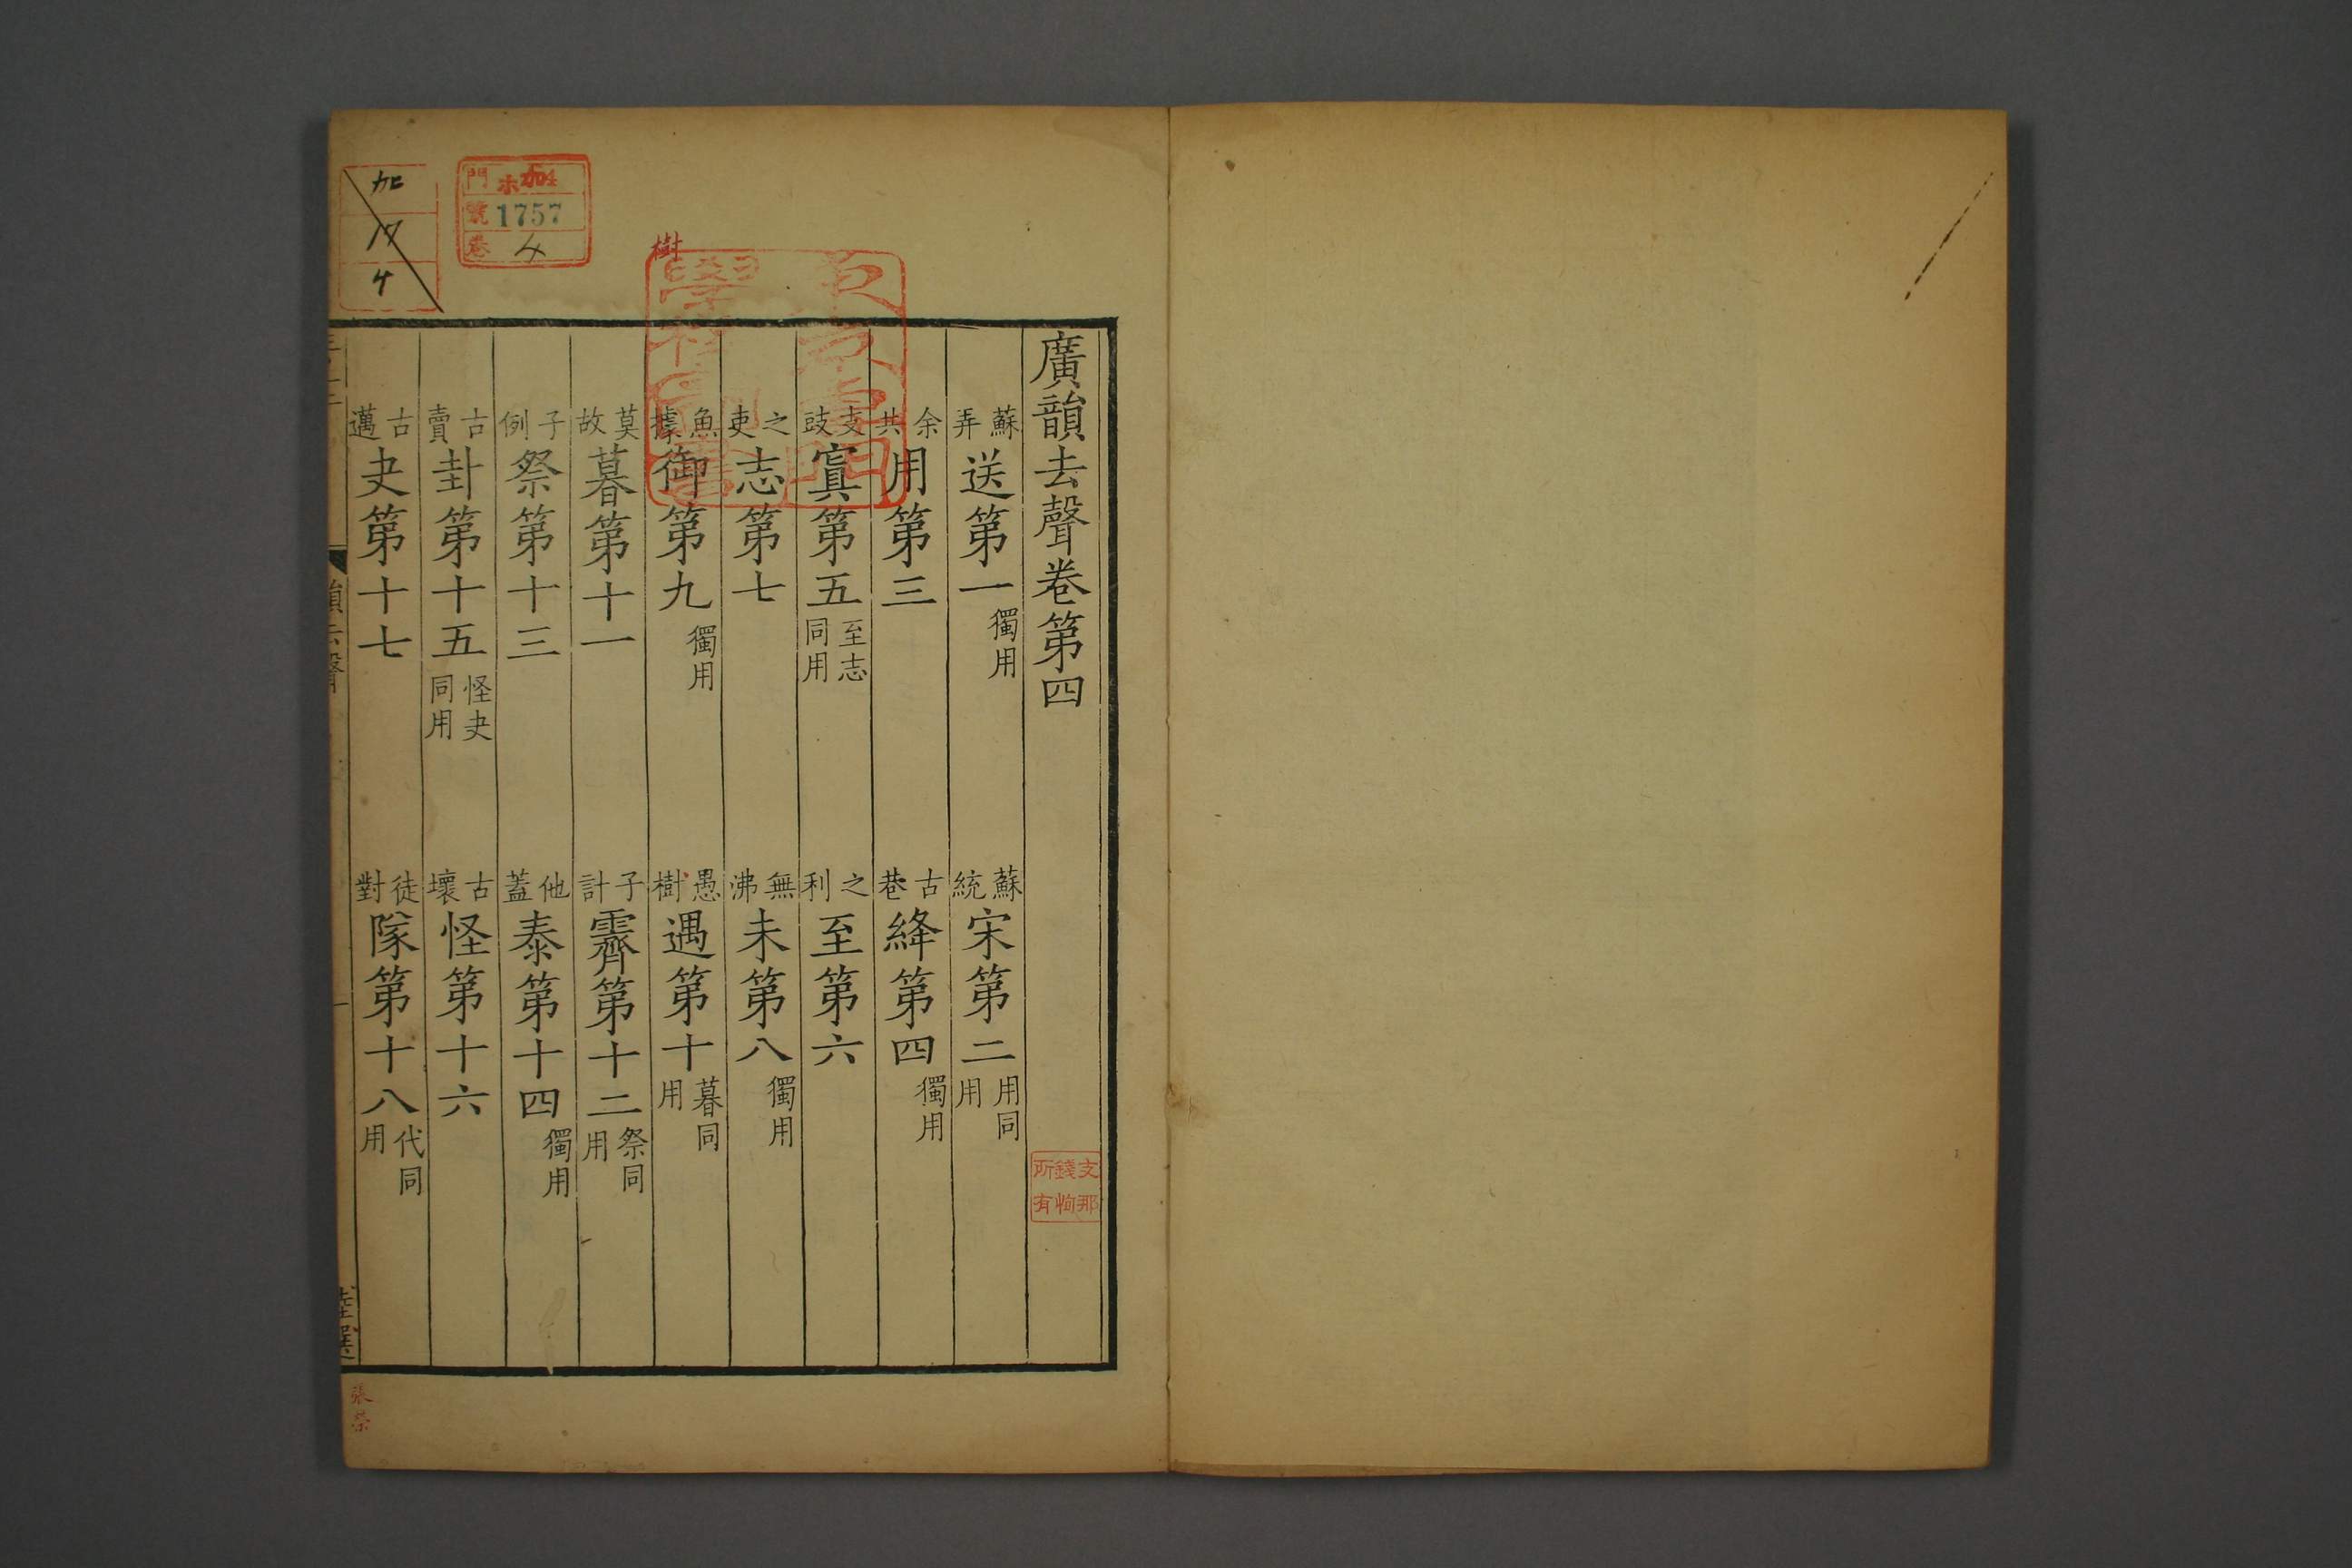 廣韻去聲卷第四
蘇弄送第一獨用
蘇統宋第二用同用
余共用第三
古巷絳第四獨用
支豉寘第五至志同用
之利至第六
之吏志第七
無沸未第八獨用
魚據御第九獨用
愚樹遇第十暮同用
莫故暮第十一
子計霽第十二祭同用
子例祭第十三
他蓋泰第十四獨用
古賣卦第十五怪夬同用
古壞怪第十六
古邁夬第十七
徒對隊第十八代同用
樹
支那
錢恂
所有
門
號 1757
卷 4
張榮